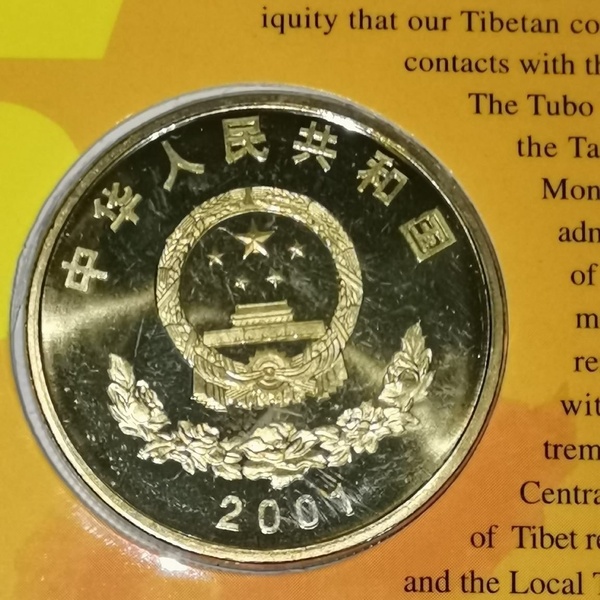 中华人民共和国
2001
iquity that our Tibetan co
contacts with th
The Tubo
the Ta
Mon
adm
of
m
re
wit
trem
Centra
of Tibet re
and the Local T